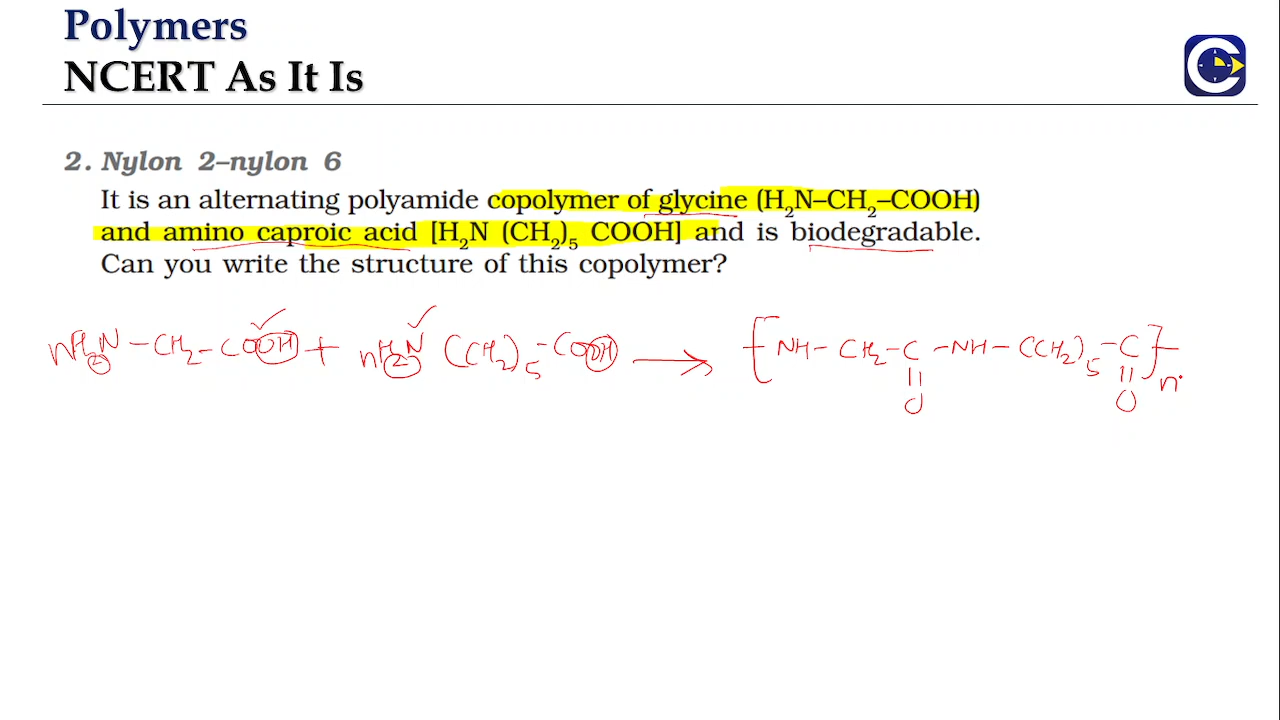 Polymers
NCERT As It Is
2. Nylon 2–nylon 6
It is an alternating polyamide copolymer of glycine (H₂N–CH₂–COOH)
and amino caproic acid [H₂N (CH₂)₅ COOH] and is biodegradable.
Can you write the structure of this copolymer?
nH₂N – CH₂ – COOH + nH₂N (CH₂)₅ – COOH → [ NH – CH₂ – C – NH – (CH₂)₅ – C ]n.
|| ||
O O